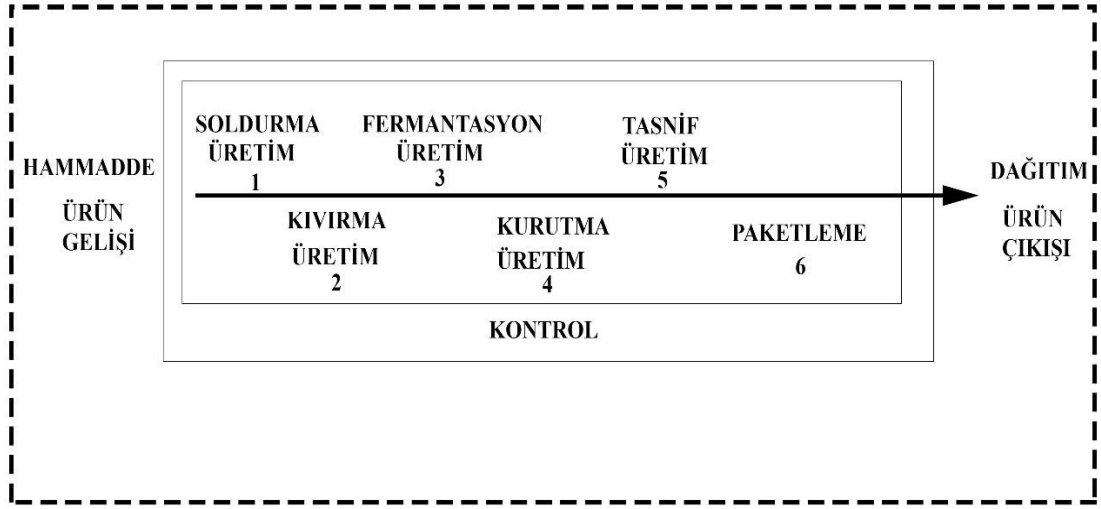 HAMMADDE
ÜRÜN
GELİŞİ
SOLDURMA
ÜRETİM
1
KIVIRMA
ÜRETİM
2
FERMANTASYON
ÜRETİM
3
KURUTMA
ÜRETİM
4
TASNİF
ÜRETİM
5
PAKETLEME
6
KONTROL
DAĞITIM
ÜRÜN
ÇIKIŞI